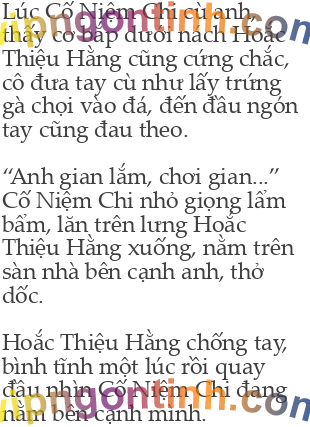 Lúc Cố Niệm Chi cù anh,
thấy cơ bắp dưới nách Hoắc
Thiệu Hằng cũng cứng chắc,
cô đưa tay cù như lấy trứng
gà chọi vào đá, đến đầu ngón
tay cũng đau theo.
“Anh gian lắm, chơi gian...”
Cố Niệm Chi nhỏ giọng lẩm
bẩm, lăn trên lưng Hoắc
Thiệu Hằng xuống, nằm trên
sàn nhà bên cạnh anh, thở
dốc.
Hoắc Thiệu Hằng chống tay,
bình tĩnh một lúc rồi quay
đầu nhìn Cố Niệm Chi đang
nằm bên cạnh mình.